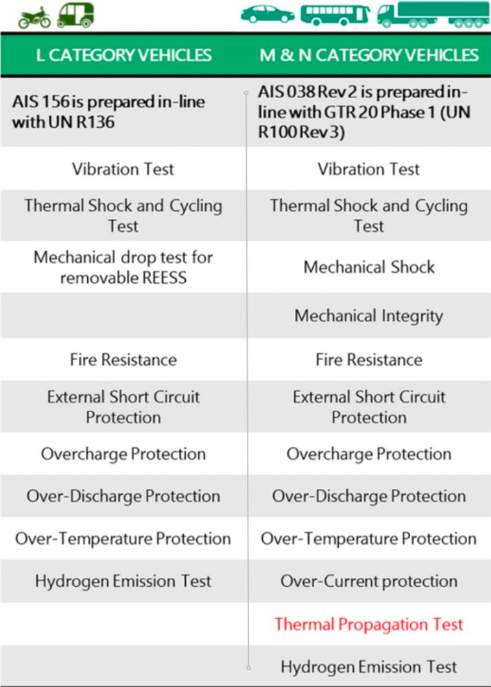 L CATEGORY VEHICLES
M & N CATEGORY VEHICLES
AIS 156 is prepared in-line
with UN R136
AIS 038 Rev 2 is prepared in-
line with GTR 20 Phase 1 (UN
R100 Rev 3)
Vibration Test
Vibration Test
Thermal Shock and Cycling
Test
Thermal Shock and Cycling
Test
Mechanical drop test for
removable REESS
Mechanical Shock
Mechanical Integrity
Fire Resistance
Fire Resistance
External Short Circuit
Protection
External Short Circuit
Protection
Overcharge Protection
Overcharge Protection
Over-Discharge Protection
Over-Discharge Protection
Over-Temperature Protection
Over-Temperature Protection
Hydrogen Emission Test
Over-Current protection
Thermal Propagation Test
Hydrogen Emission Test